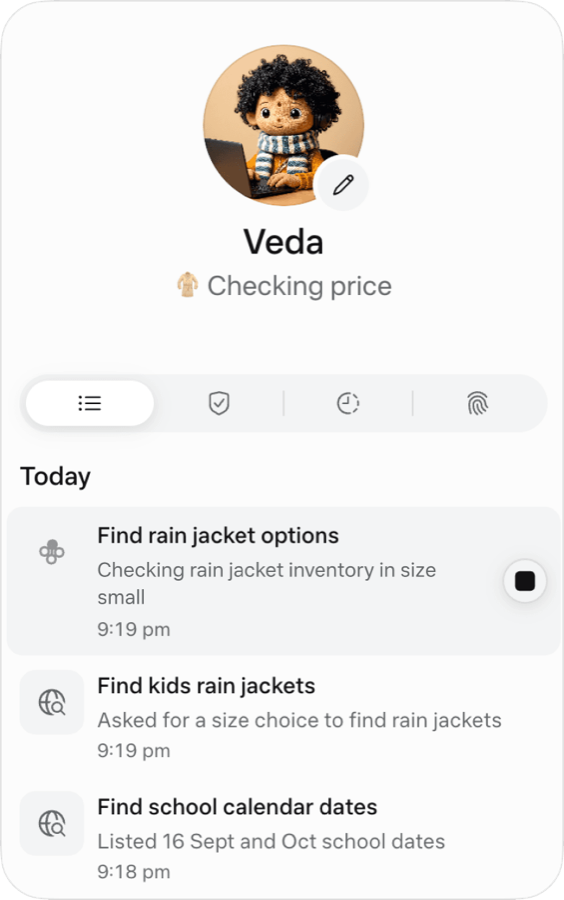 Veda
🧥 Checking price
Today
Find rain jacket options
Checking rain jacket inventory in size
small
9:19 pm
Find kids rain jackets
Asked for a size choice to find rain jackets
9:19 pm
Find school calendar dates
Listed 16 Sept and Oct school dates
9:18 pm